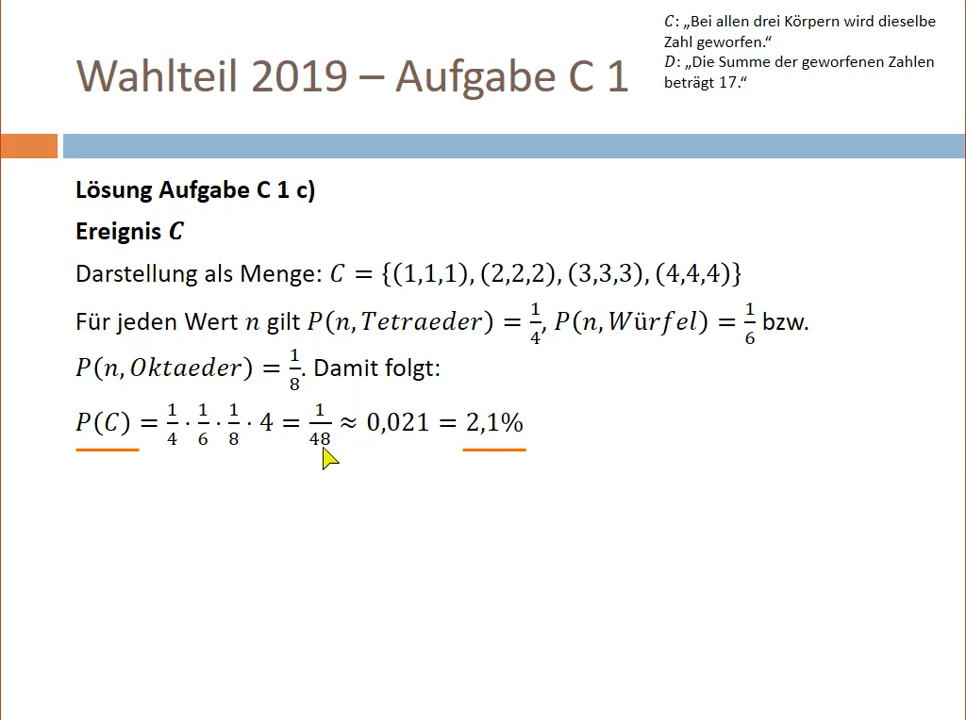 C: „Bei allen drei Körpern wird dieselbe
Zahl geworfen.“
D: „Die Summe der geworfenen Zahlen
beträgt 17.“
Wahlteil 2019 – Aufgabe C 1
Lösung Aufgabe C 1 c)
Ereignis C
Darstellung als Menge: C = {(1,1,1), (2,2,2), (3,3,3), (4,4,4)}
Für jeden Wert n gilt P(n, Tetraeder) = 1/4, P(n, Würfel) = 1/6 bzw.
P(n, Oktaeder) = 1/8. Damit folgt:
P(C) = 1/4 · 1/6 · 1/8 · 4 = 1/48 ≈ 0,021 = 2,1%